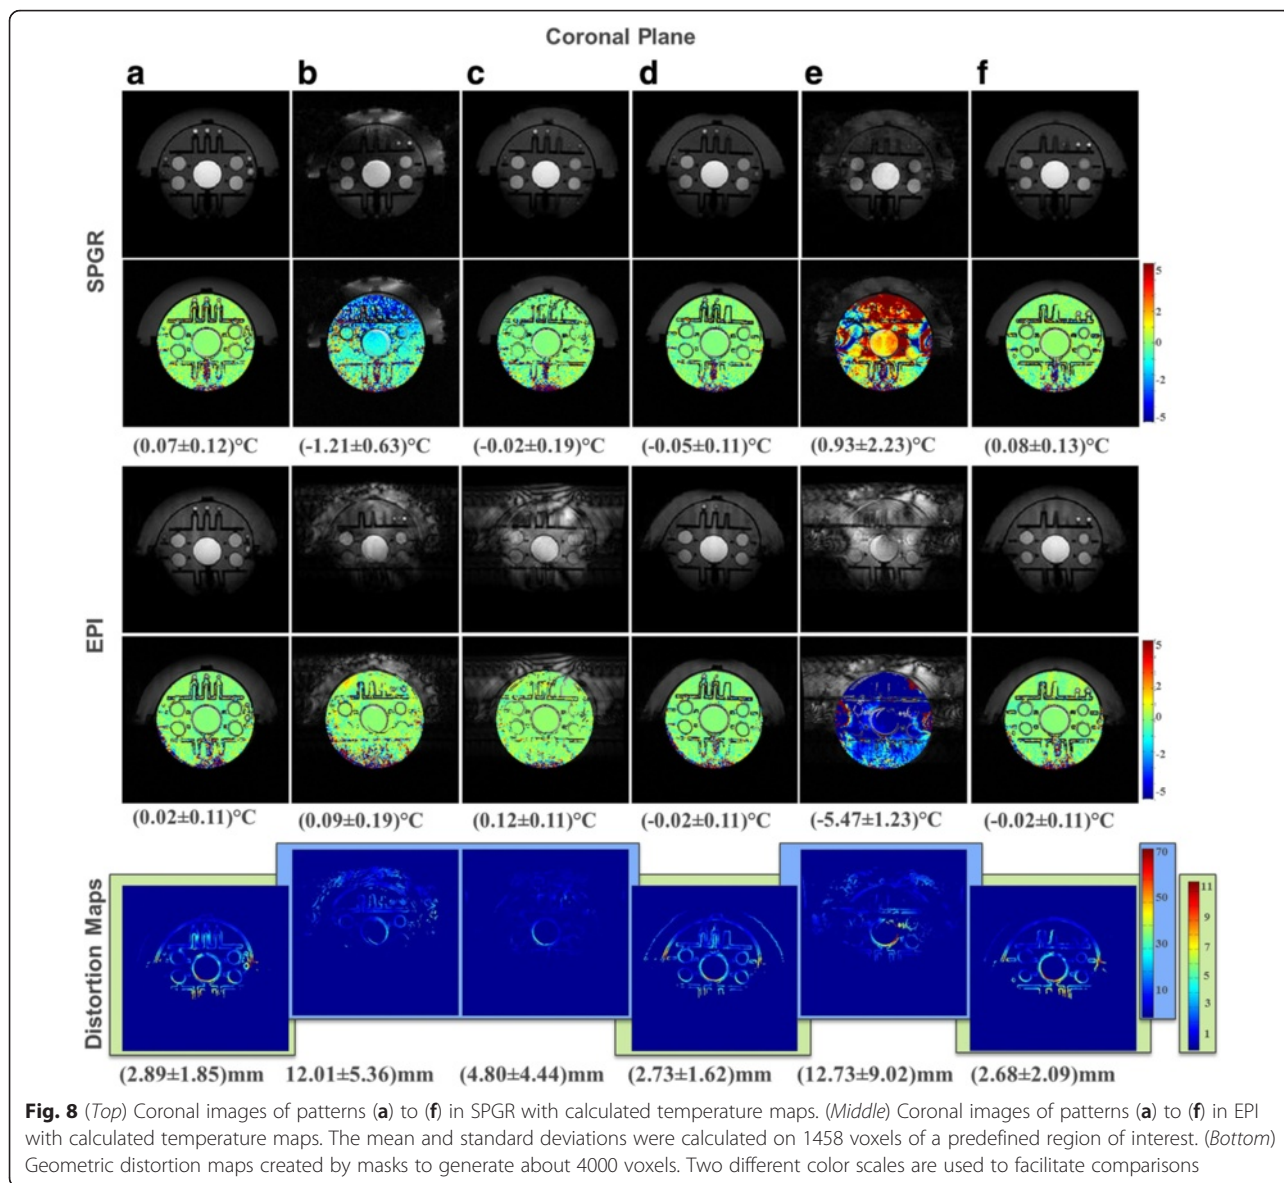 Coronal Plane
a b c d e f
SPGR
5
2
0
-2
-5
(0.07±0.12)°C (-1.21±0.63)°C (-0.02±0.19)°C (-0.05±0.11)°C (0.93±2.23)°C (0.08±0.13)°C
EPI
5
2
0
-2
-5
(0.02±0.11)°C (0.09±0.19)°C (0.12±0.11)°C (-0.02±0.11)°C (-5.47±1.23)°C (-0.02±0.11)°C
Distortion Maps
70
50
30
10
11
9
7
5
3
1
(2.89±1.85)mm 12.01±5.36)mm (4.80±4.44)mm (2.73±1.62)mm (12.73±9.02)mm (2.68±2.09)mm
Fig. 8 (Top) Coronal images of patterns (a) to (f) in SPGR with calculated temperature maps. (Middle) Coronal images of patterns (a) to (f) in EPI
with calculated temperature maps. The mean and standard deviations were calculated on 1458 voxels of a predefined region of interest. (Bottom)
Geometric distortion maps created by masks to generate about 4000 voxels. Two different color scales are used to facilitate comparisons